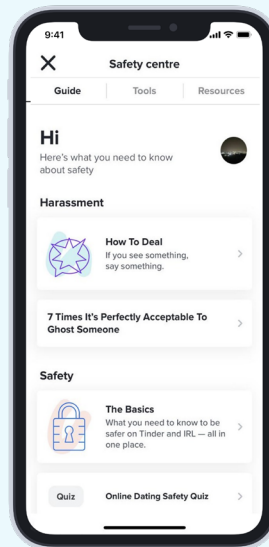 9:41
Safety centre
Guide
Tools
Resources
Hi
Here's what you need to know
about safety
Harassment
How To Deal
If you see something,
say something.
7 Times It's Perfectly Acceptable To
Ghost Someone
Safety
The Basics
What you need to know to be
safer on Tinder and IRL — all in
one place.
Quiz
Online Dating Safety Quiz